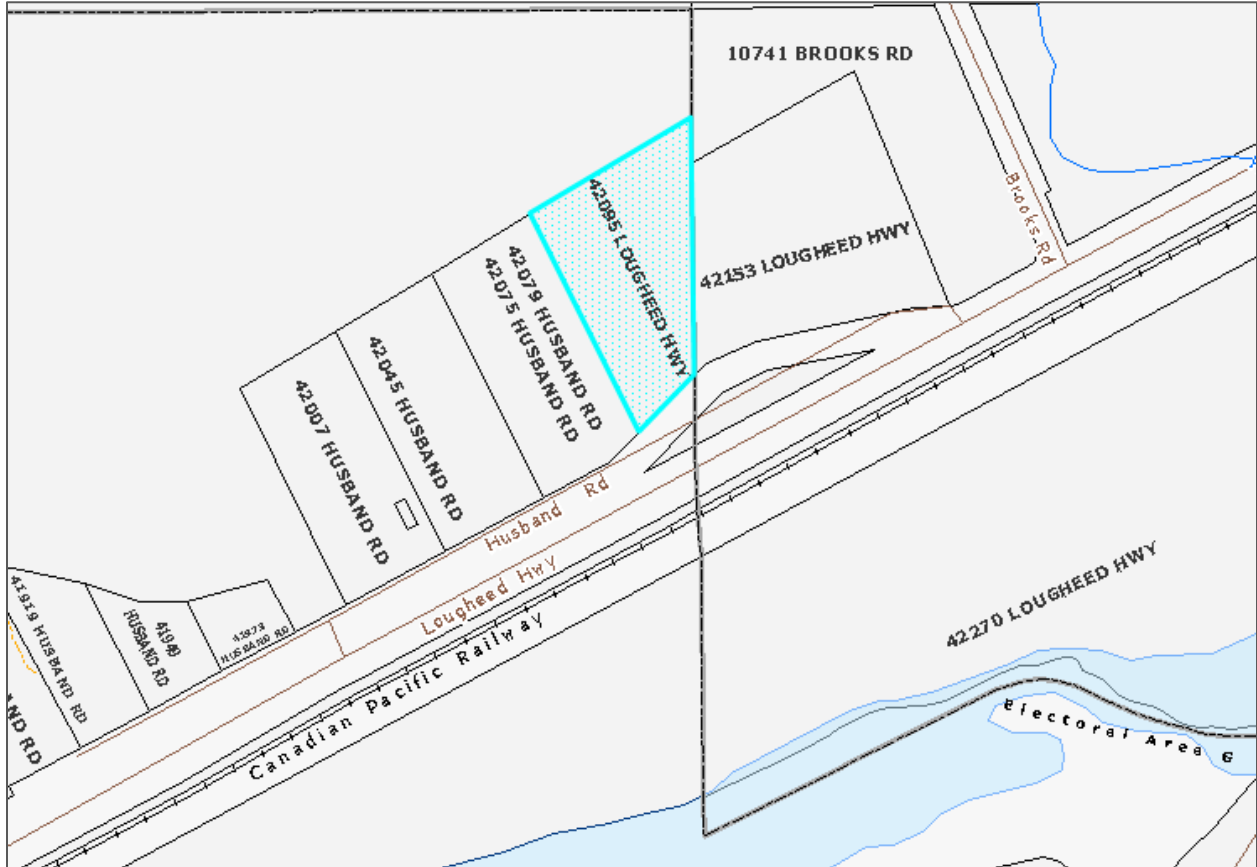 10741 BROOKS RD
Brooks Rd
42095 LOUGHEED HWY
42153 LOUGHEED HWY
42079 HUSBAND RD
42075 HUSBAND RD
42045 HUSBAND RD
42007 HUSBAND RD
Husband Rd
Lougheed Hwy
Canadian Pacific Railway
42270 LOUGHEED HWY
41919 HUSBAND RD
41949
HUSBAND RD
41973
HUSBAND RD
ND RD
Electoral Area G